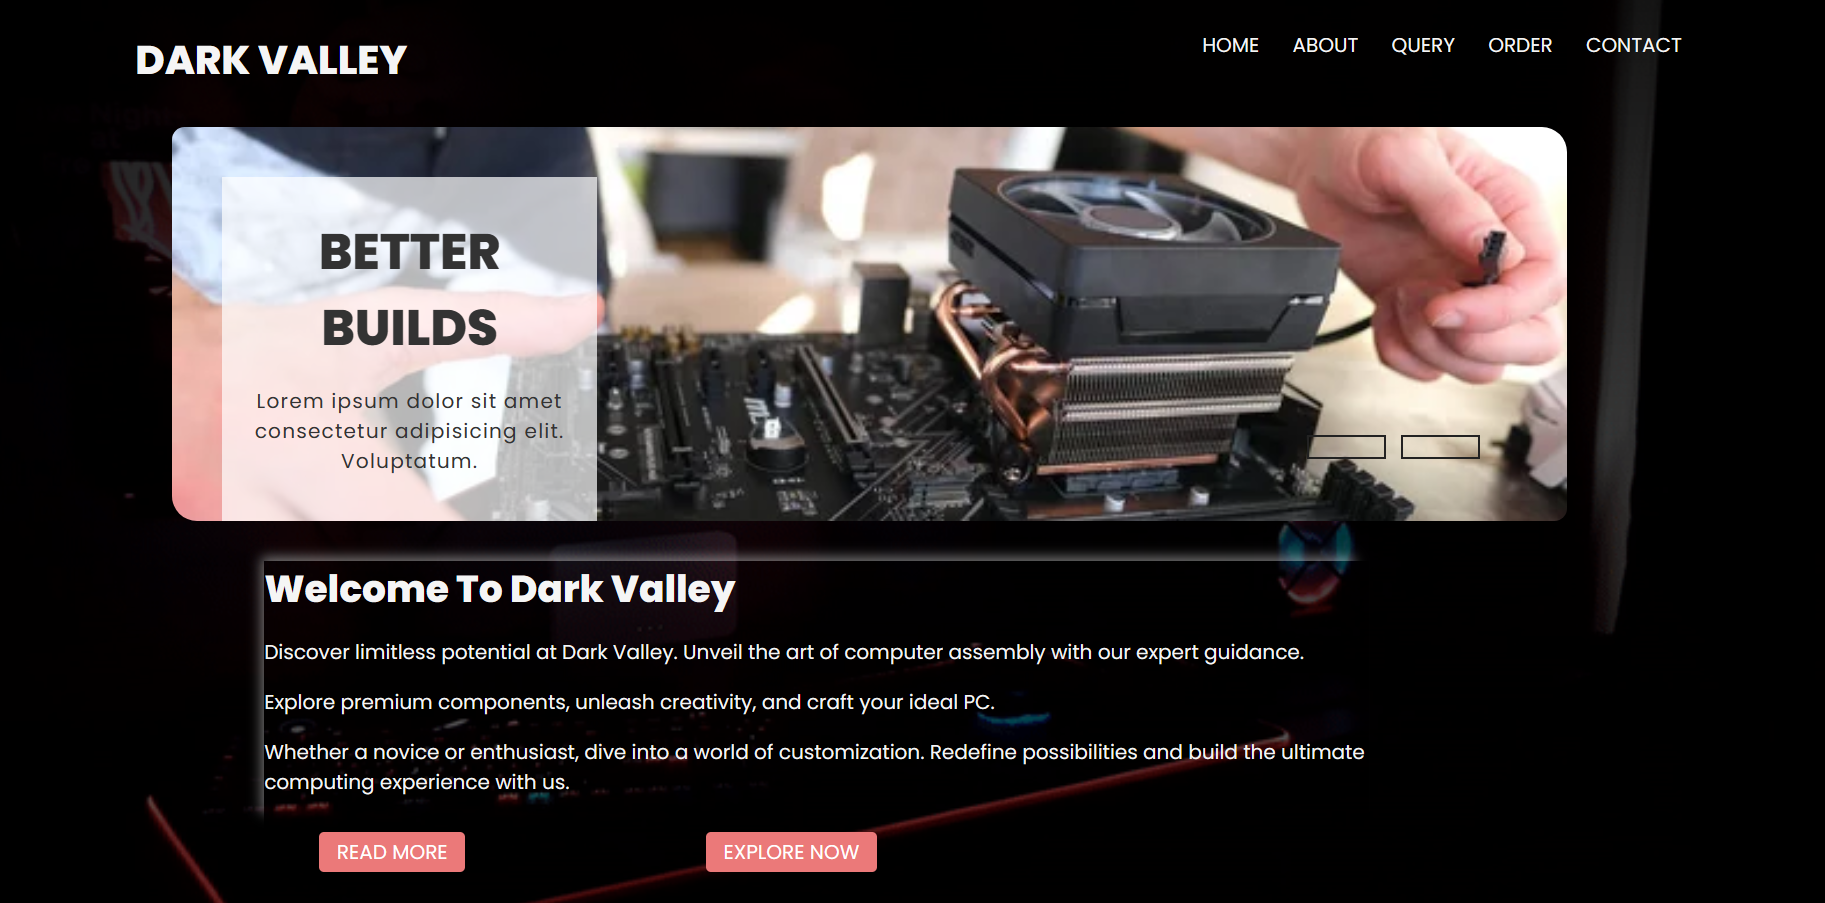 DARK VALLEY
HOME ABOUT QUERY ORDER CONTACT
BETTER
BUILDS
Lorem ipsum dolor sit amet
consectetur adipisicing elit.
Voluptatum.
Welcome To Dark Valley
Discover limitless potential at Dark Valley. Unveil the art of computer assembly with our expert guidance.
Explore premium components, unleash creativity, and craft your ideal PC.
Whether a novice or enthusiast, dive into a world of customization. Redefine possibilities and build the ultimate
computing experience with us.
READ MORE
EXPLORE NOW